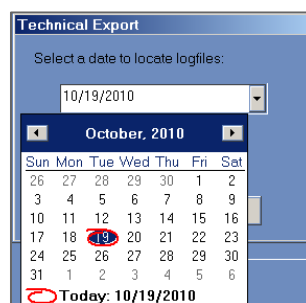 Technical Export
Select a date to locate logfiles:
10/19/2010
October, 2010
Sun Mon Tue Wed Thu Fri Sat
26 27 28 29 30 1 2
3 4 5 6 7 8 9
10 11 12 13 14 15 16
17 18 19 20 21 22 23
24 25 26 27 28 29 30
31 1 2 3 4 5 6
Today: 10/19/2010